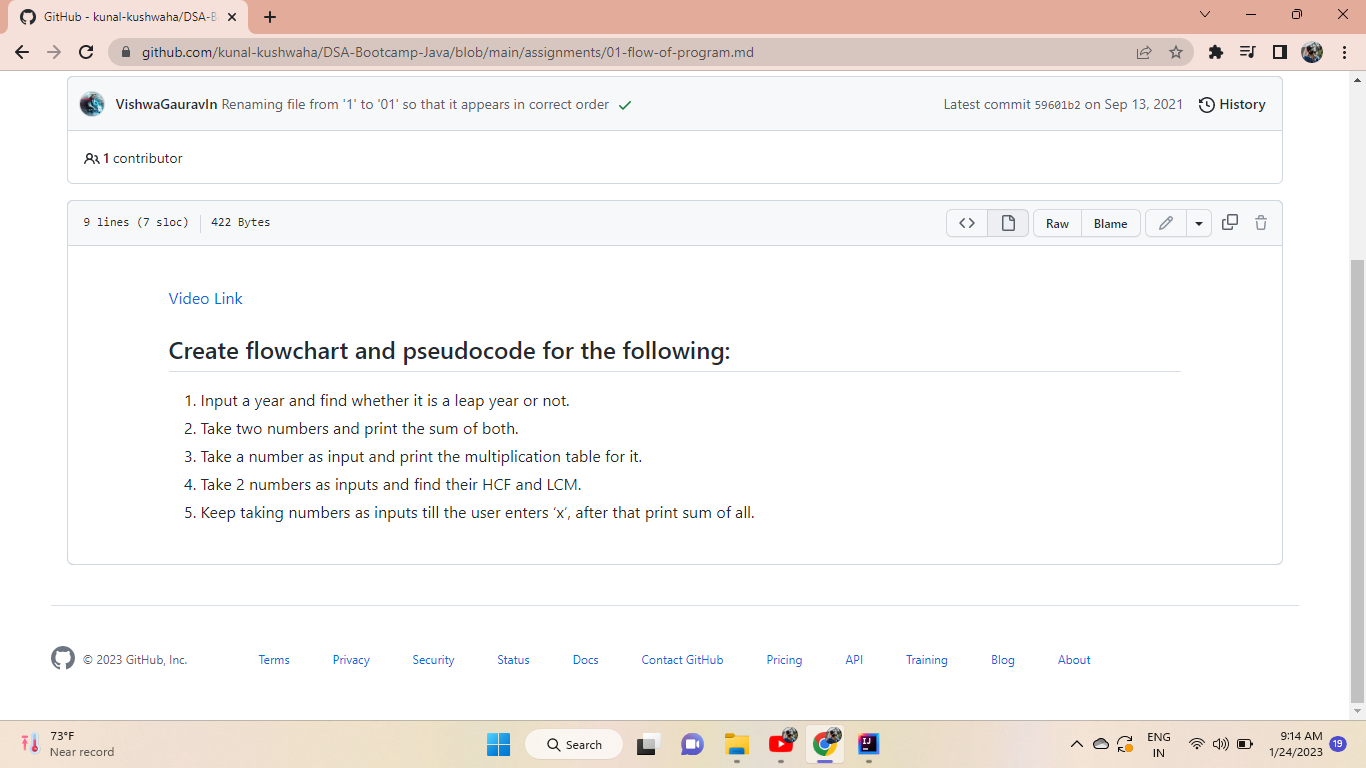 GitHub - kunal-kushwaha/DSA-B
github.com/kunal-kushwaha/DSA-Bootcamp-Java/blob/main/assignments/01-flow-of-program.md
VishwaGauravIn Renaming file from '1' to '01' so that it appears in correct order
Latest commit 59601b2 on Sep 13, 2021 History
1 contributor
9 lines (7 sloc) 422 Bytes
Raw Blame
Video Link
Create flowchart and pseudocode for the following:
1. Input a year and find whether it is a leap year or not.
2. Take two numbers and print the sum of both.
3. Take a number as input and print the multiplication table for it.
4. Take 2 numbers as inputs and find their HCF and LCM.
5. Keep taking numbers as inputs till the user enters ‘x’, after that print sum of all.
© 2023 GitHub, Inc. Terms Privacy Security Status Docs Contact GitHub Pricing API Training Blog About
73°F
Near record
Search
IJ
ENG
IN
9:14 AM
1/24/2023
19